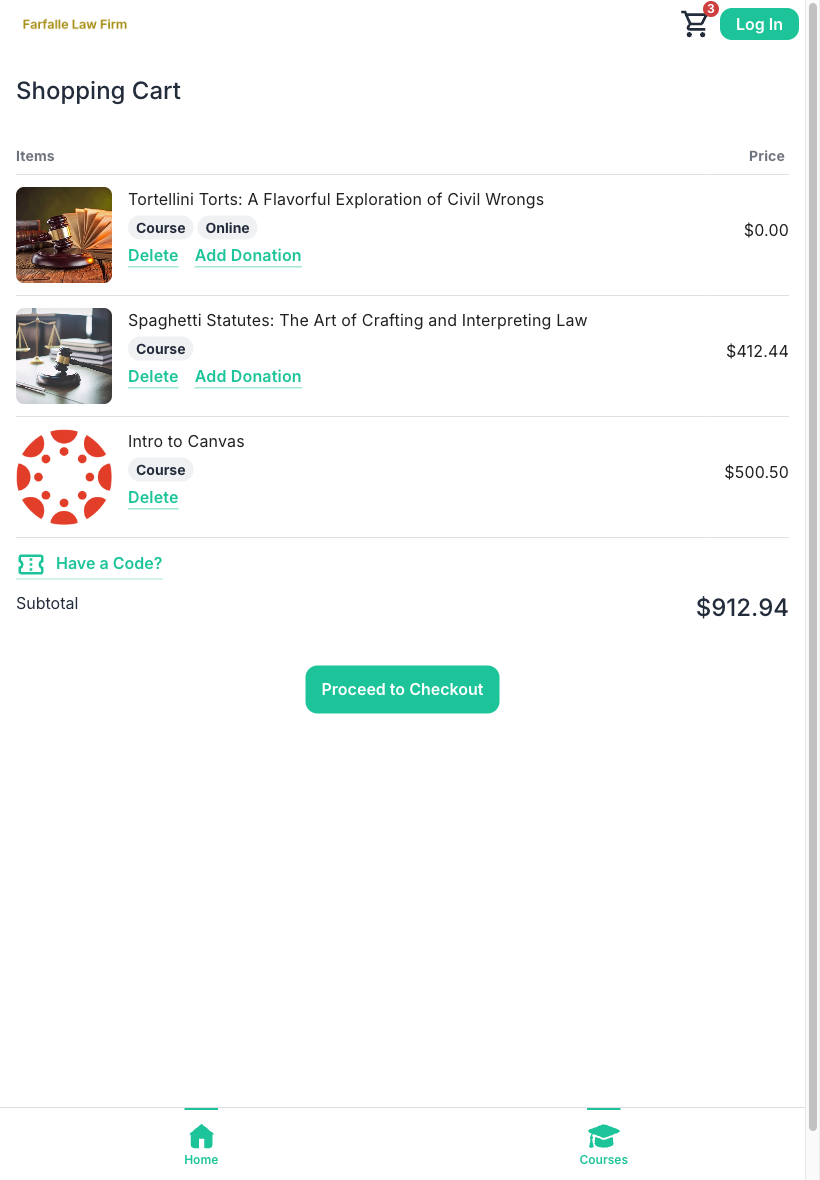 Farfalle Law Firm
3
Log In
Shopping Cart
Items Price
Tortellini Torts: A Flavorful Exploration of Civil Wrongs
Course Online
$0.00
Delete Add Donation
Spaghetti Statutes: The Art of Crafting and Interpreting Law
Course
$412.44
Delete Add Donation
Intro to Canvas
Course
$500.50
Delete
Have a Code?
Subtotal $912.94
Proceed to Checkout
Home Courses